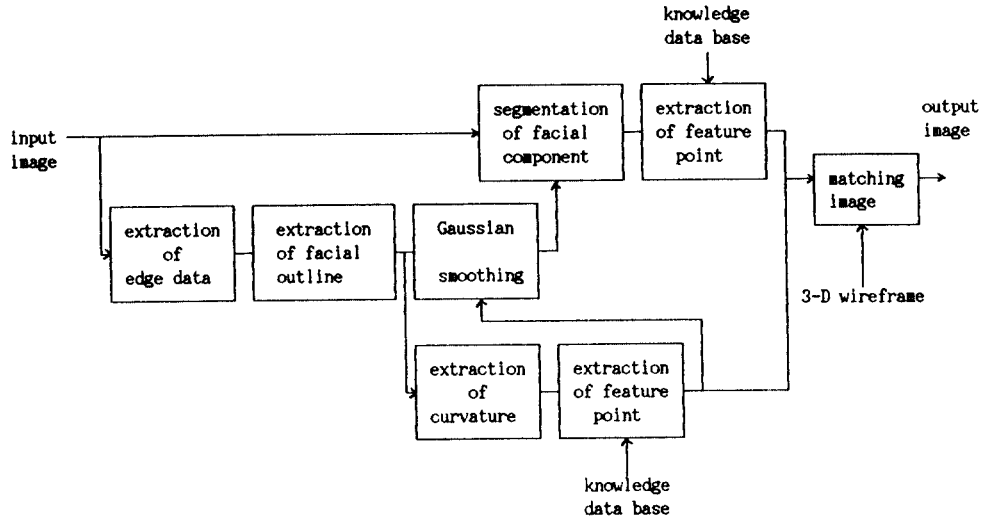 knowledge
data base
input
image
segmentation
of facial
component
extraction
of feature
point
output
image
matching
image
extraction
of
edge data
extraction
of facial
outline
Gaussian
smoothing
3-D wireframe
extraction
of
curvature
extraction
of feature
point
knowledge
data base